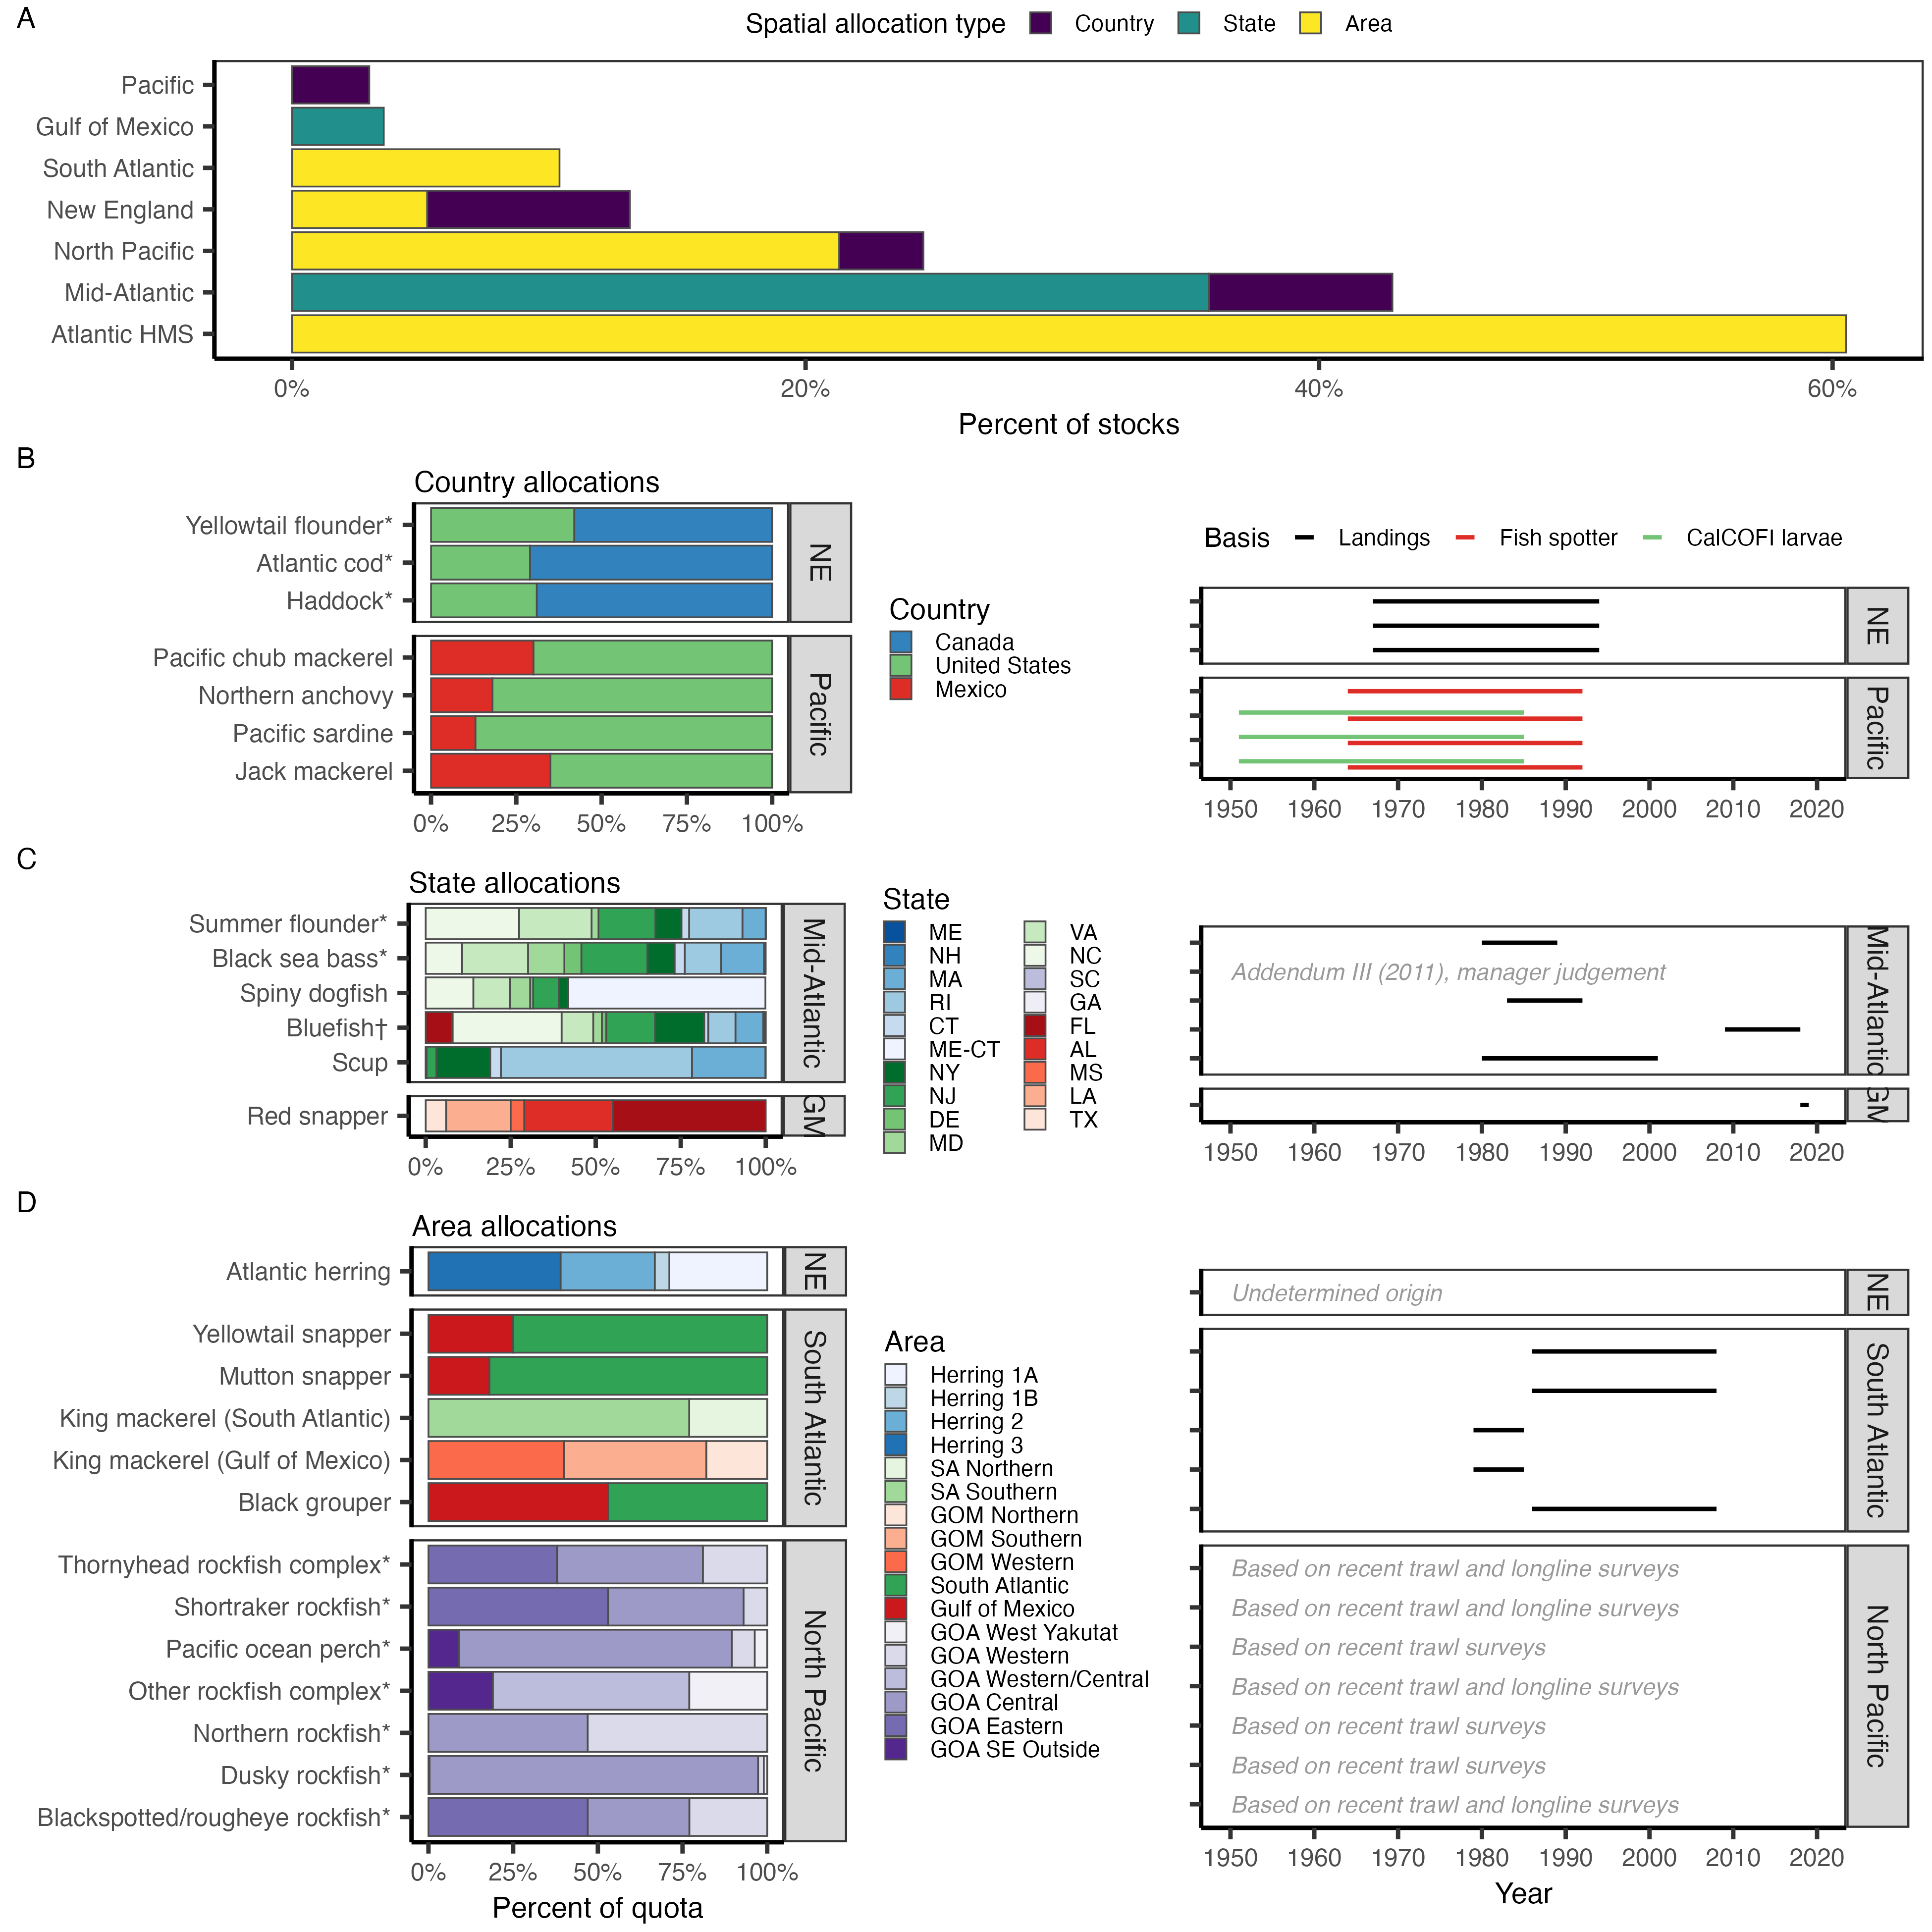 A
Spatial allocation type Country State Area
Pacific
Gulf of Mexico
South Atlantic
New England
North Pacific
Mid-Atlantic
Atlantic HMS
0% 20% 40% 60%
Percent of stocks
B
Country allocations
Yellowtail flounder*
Atlantic cod*
Haddock*
NE
Pacific chub mackerel
Northern anchovy
Pacific sardine
Jack mackerel
Pacific
0% 25% 50% 75% 100%
Country
Canada
United States
Mexico
Basis Landings Fish spotter CalCOFI larvae
NE
Pacific
1950 1960 1970 1980 1990 2000 2010 2020
C
State allocations
Summer flounder*
Black sea bass*
Spiny dogfish
Bluefish†
Scup
Mid-Atlantic
Red snapper
GM
0% 25% 50% 75% 100%
State
ME
NH
MA
RI
CT
ME-CT
NY
NJ
DE
MD
VA
NC
SC
GA
FL
AL
MS
LA
TX
Addendum III (2011), manager judgement
Mid-Atlantic
GM
1950 1960 1970 1980 1990 2000 2010 2020
D
Area allocations
Atlantic herring
NE
Yellowtail snapper
Mutton snapper
King mackerel (South Atlantic)
King mackerel (Gulf of Mexico)
Black grouper
South Atlantic
Thornyhead rockfish complex*
Shortraker rockfish*
Pacific ocean perch*
Other rockfish complex*
Northern rockfish*
Dusky rockfish*
Blackspotted/rougheye rockfish*
North Pacific
0% 25% 50% 75% 100%
Percent of quota
Area
Herring 1A
Herring 1B
Herring 2
Herring 3
SA Northern
SA Southern
GOM Northern
GOM Southern
GOM Western
South Atlantic
Gulf of Mexico
GOA West Yakutat
GOA Western
GOA Western/Central
GOA Central
GOA Eastern
GOA SE Outside
Undetermined origin
NE
South Atlantic
Based on recent trawl and longline surveys
Based on recent trawl and longline surveys
Based on recent trawl surveys
Based on recent trawl and longline surveys
Based on recent trawl surveys
Based on recent trawl surveys
Based on recent trawl and longline surveys
North Pacific
1950 1960 1970 1980 1990 2000 2010 2020
Year